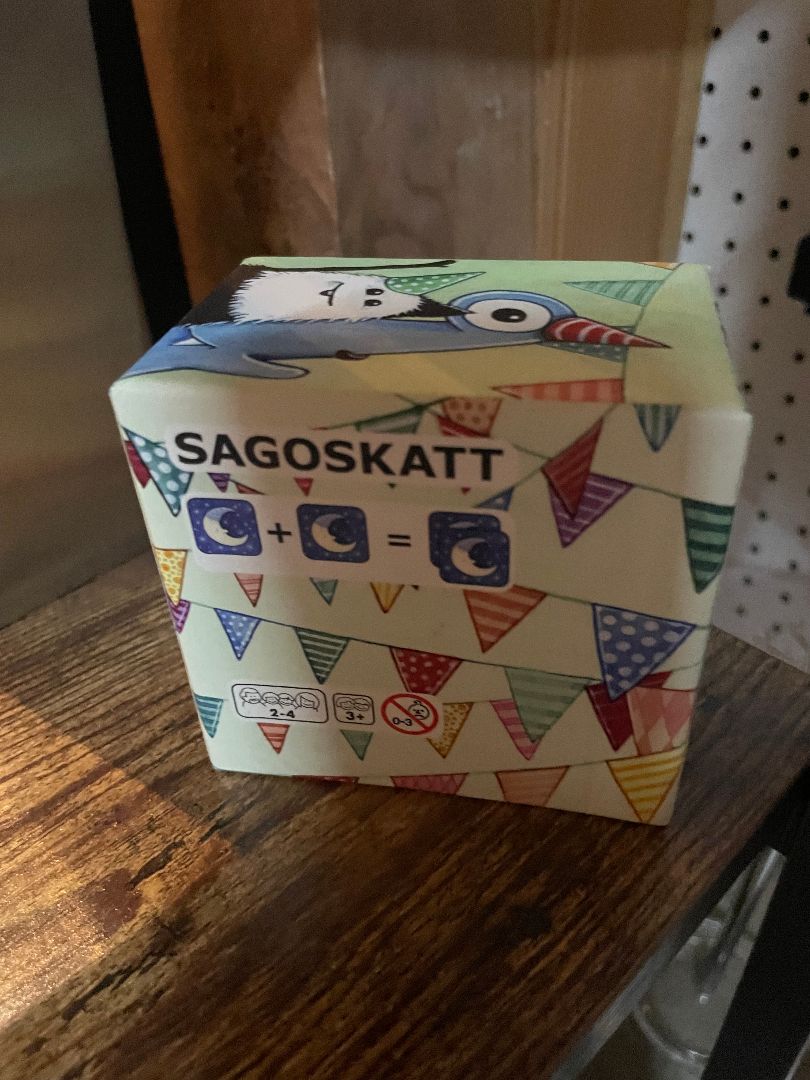 SAGOSKATT
+ =
2-4 3+ 0-3